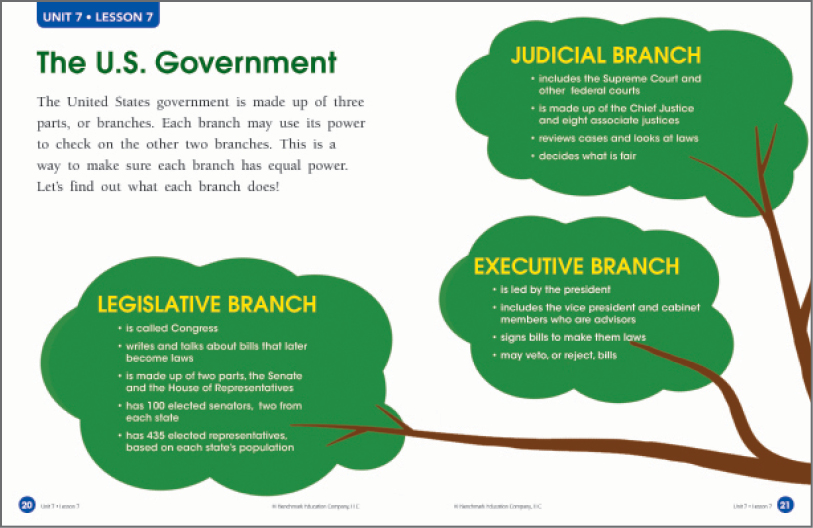 UNIT 7 • LESSON 7
The U.S. Government
The United States government is made up of three
parts, or branches. Each branch may use its power
to check on the other two branches. This is a
way to make sure each branch has equal power.
Let's find out what each branch does!
LEGISLATIVE BRANCH
• is called Congress
• writes and talks about bills that later
become laws
• is made up of two parts, the Senate
and the House of Representatives
• has 100 elected senators, two from
each state
• has 435 elected representatives,
based on each state's population
JUDICIAL BRANCH
• includes the Supreme Court and
other federal courts
• is made up of the Chief Justice
and eight associate justices
• reviews cases and looks at laws
• decides what is fair
EXECUTIVE BRANCH
• is led by the president
• includes the vice president and cabinet
members who are advisors
• signs bills to make them laws
• may veto, or reject, bills
20 Unit 7 • Lesson 7
© Benchmark Education Company, LLC
© Benchmark Education Company, LLC
Unit 7 • Lesson 7 21